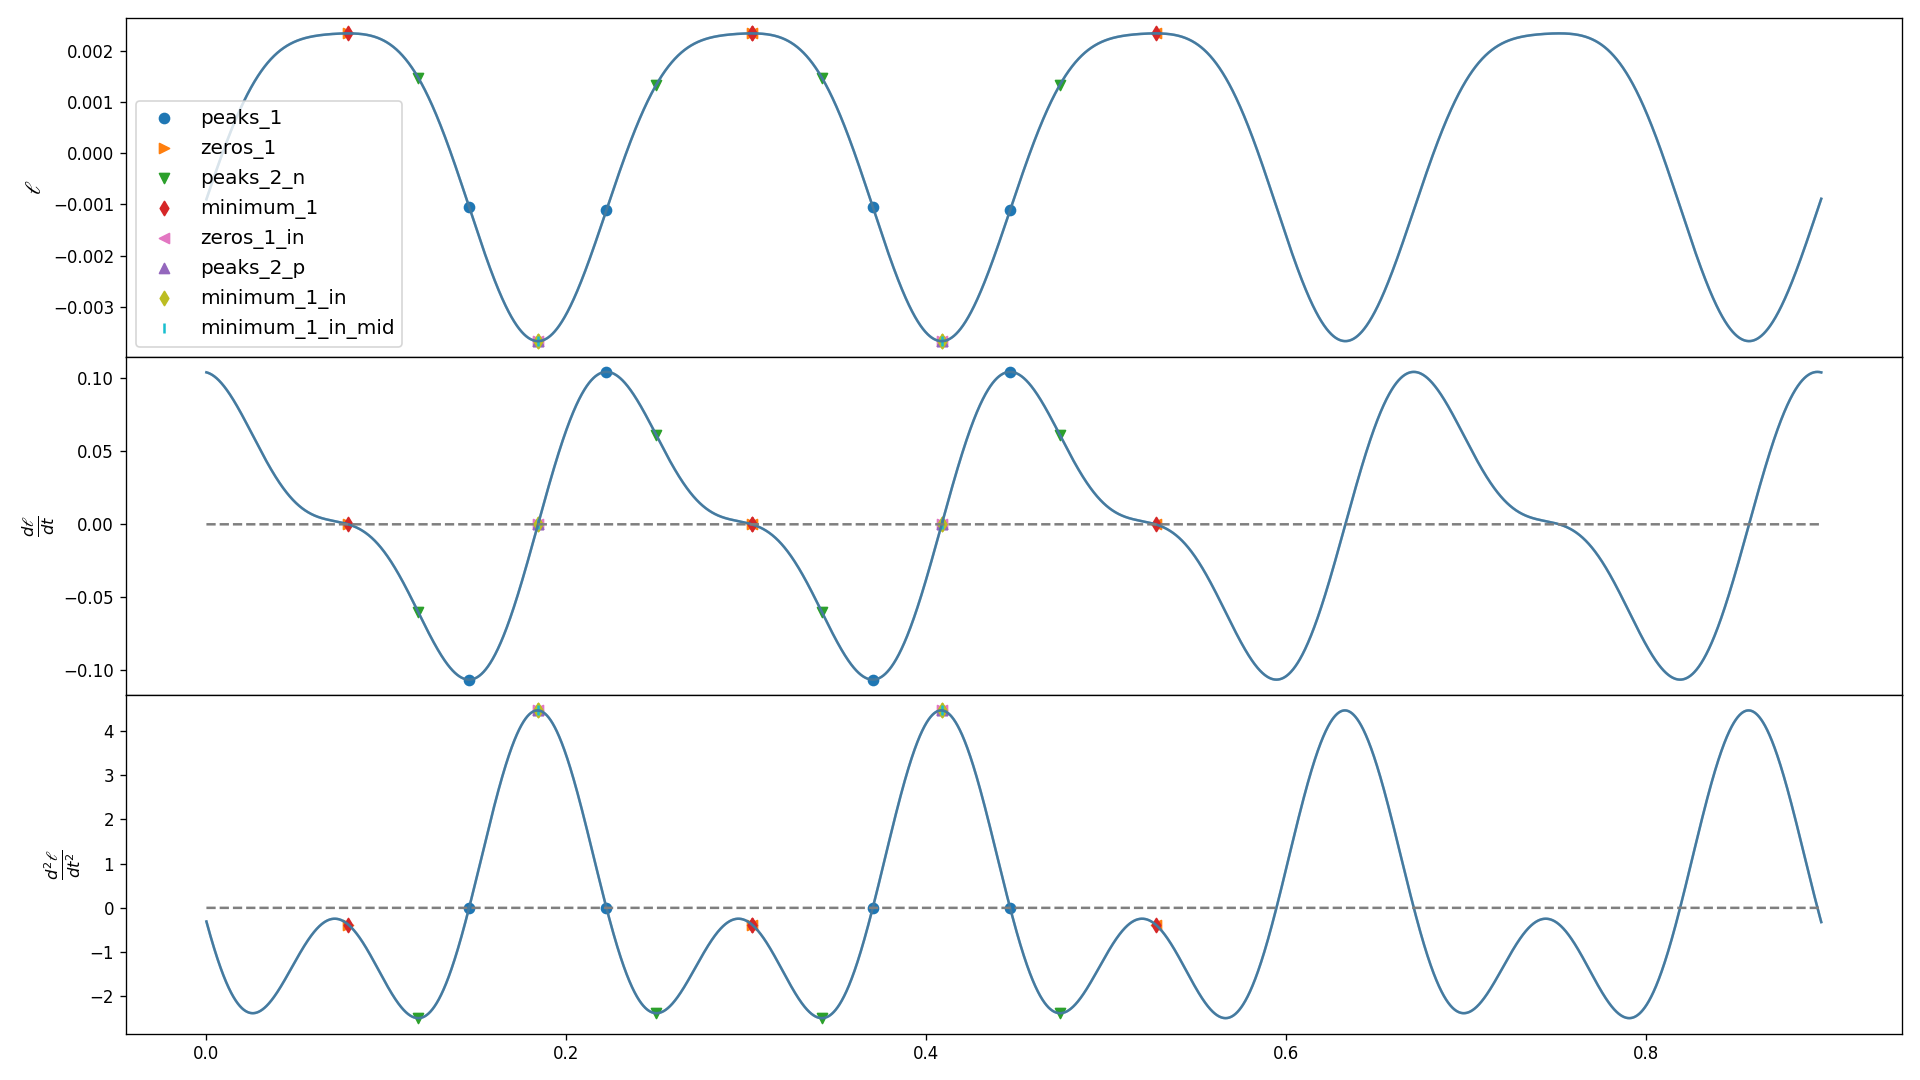 0.002
0.001
0.000
−0.001
−0.002
−0.003
ℓ
peaks_1
zeros_1
peaks_2_n
minimum_1
zeros_1_in
peaks_2_p
minimum_1_in
minimum_1_in_mid
0.10
0.05
0.00
−0.05
−0.10
dℓ
dt
4
3
2
1
0
−1
−2
d²ℓ
dt²
0.0 0.2 0.4 0.6 0.8